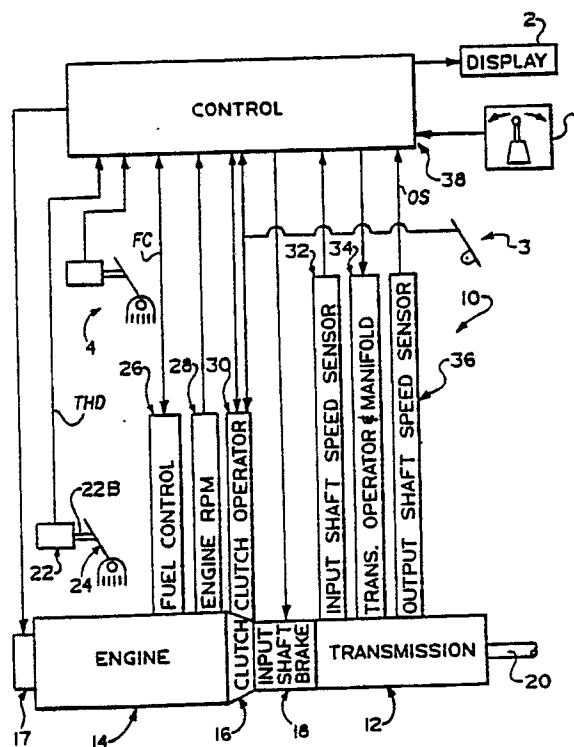 2
DISPLAY
CONTROL
38
OS
32
34
3
FC
10
4
26
28
30
36
THD
22B
22
24
FUEL CONTROL
ENGINE RPM
CLUTCH OPERATOR
INPUT SHAFT SPEED SENSOR
TRANS. OPERATOR & MANIFOLD
OUTPUT SHAFT SPEED SENSOR
ENGINE
CLUTCH
INPUT
SHAFT
BRAKE
TRANSMISSION
20
17
14
16
18
12